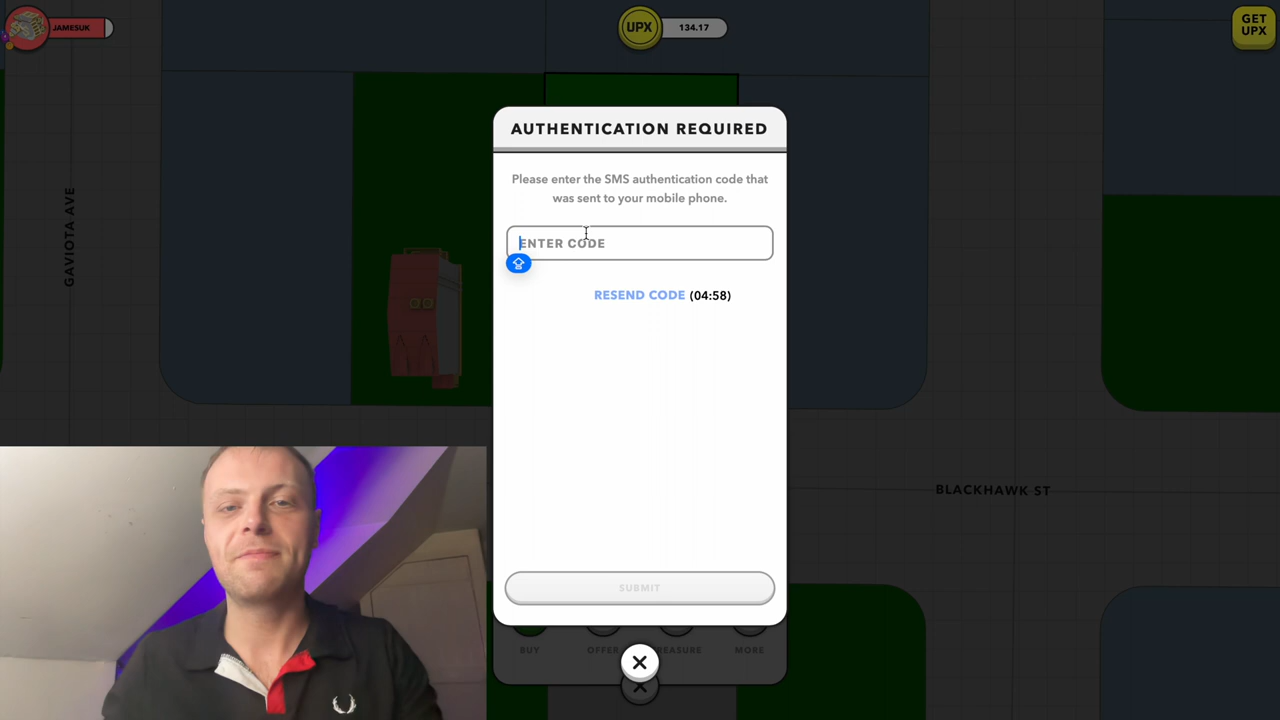 JAMESUK
UPX
134.17
GET
UPX
AUTHENTICATION REQUIRED
Please enter the SMS authentication code that
was sent to your mobile phone.
ENTER CODE
RESEND CODE (04:58)
GAVIOTA AVE
BLACKHAWK ST
SUBMIT
BUY
OFFER
MORE